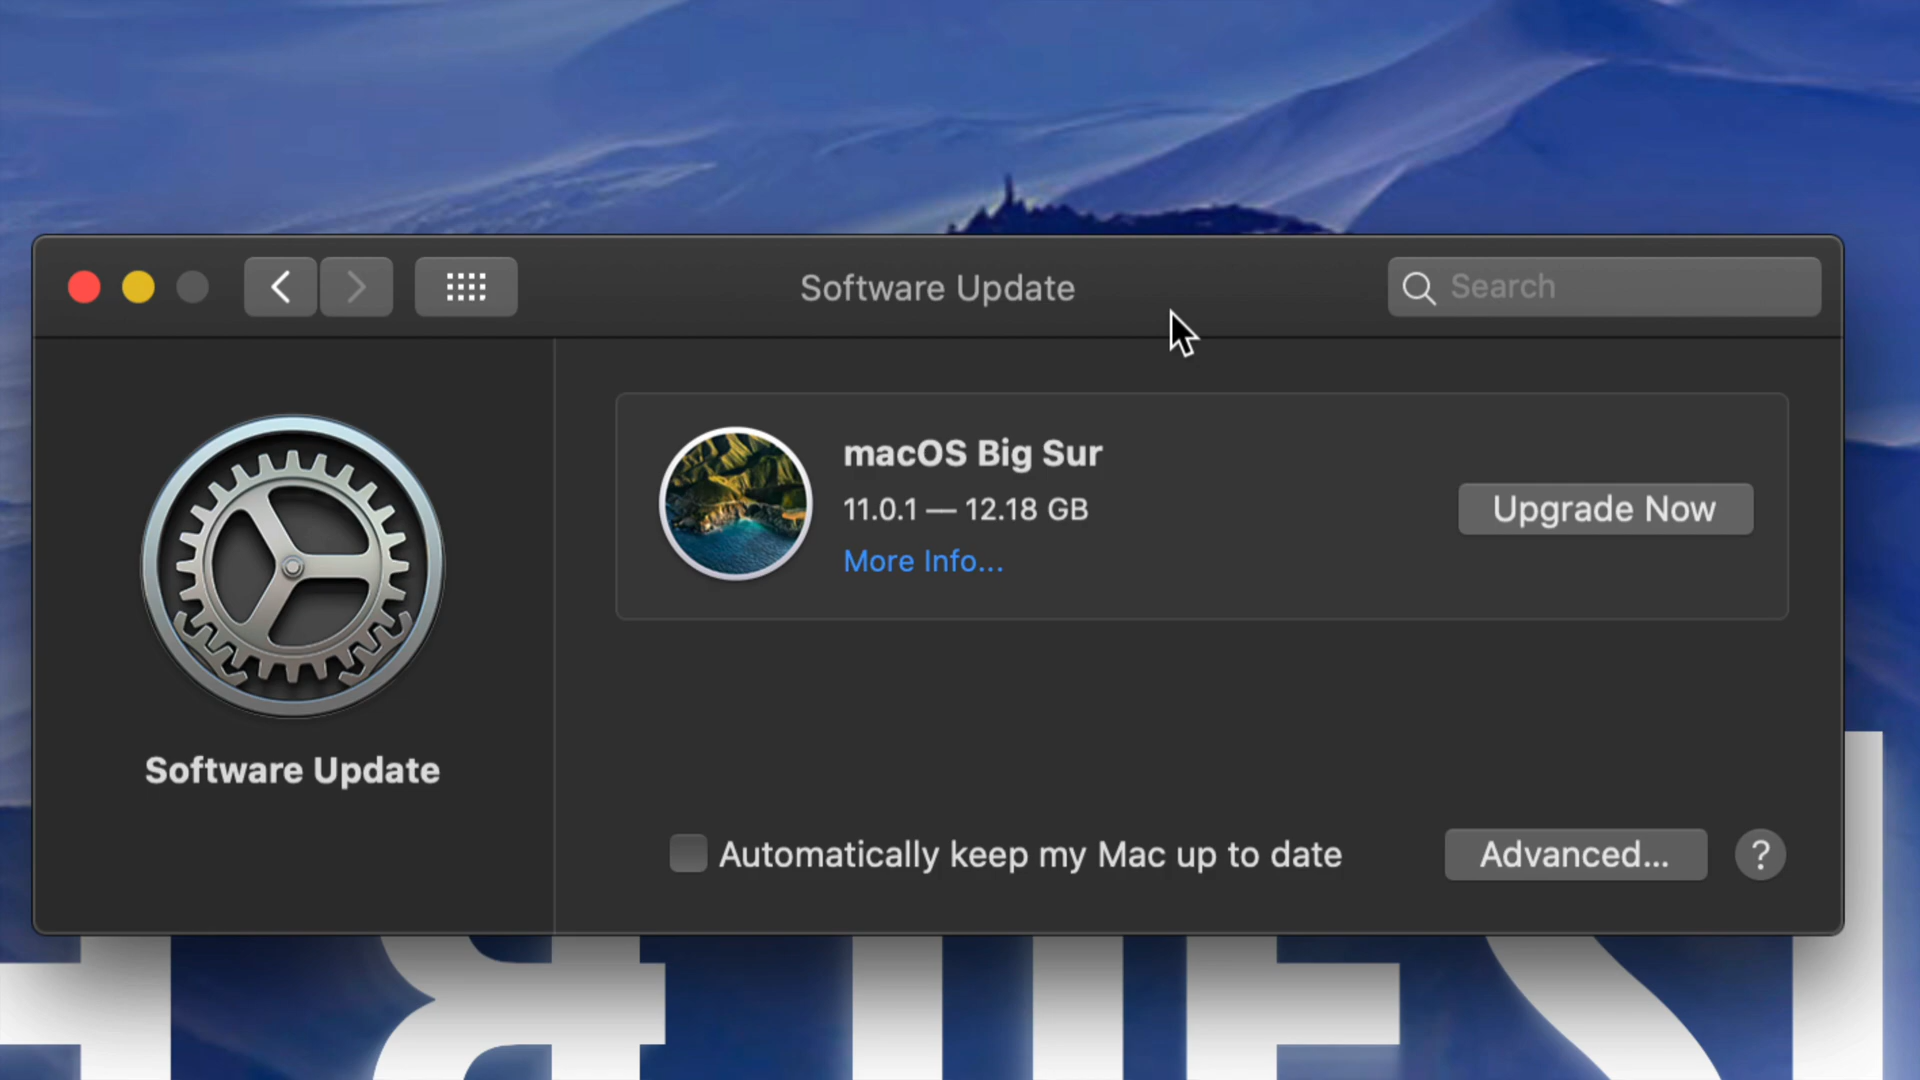 Software Update
Search
macOS Big Sur
11.0.1 — 12.18 GB
More Info...
Upgrade Now
Software Update
Automatically keep my Mac up to date
Advanced...
?